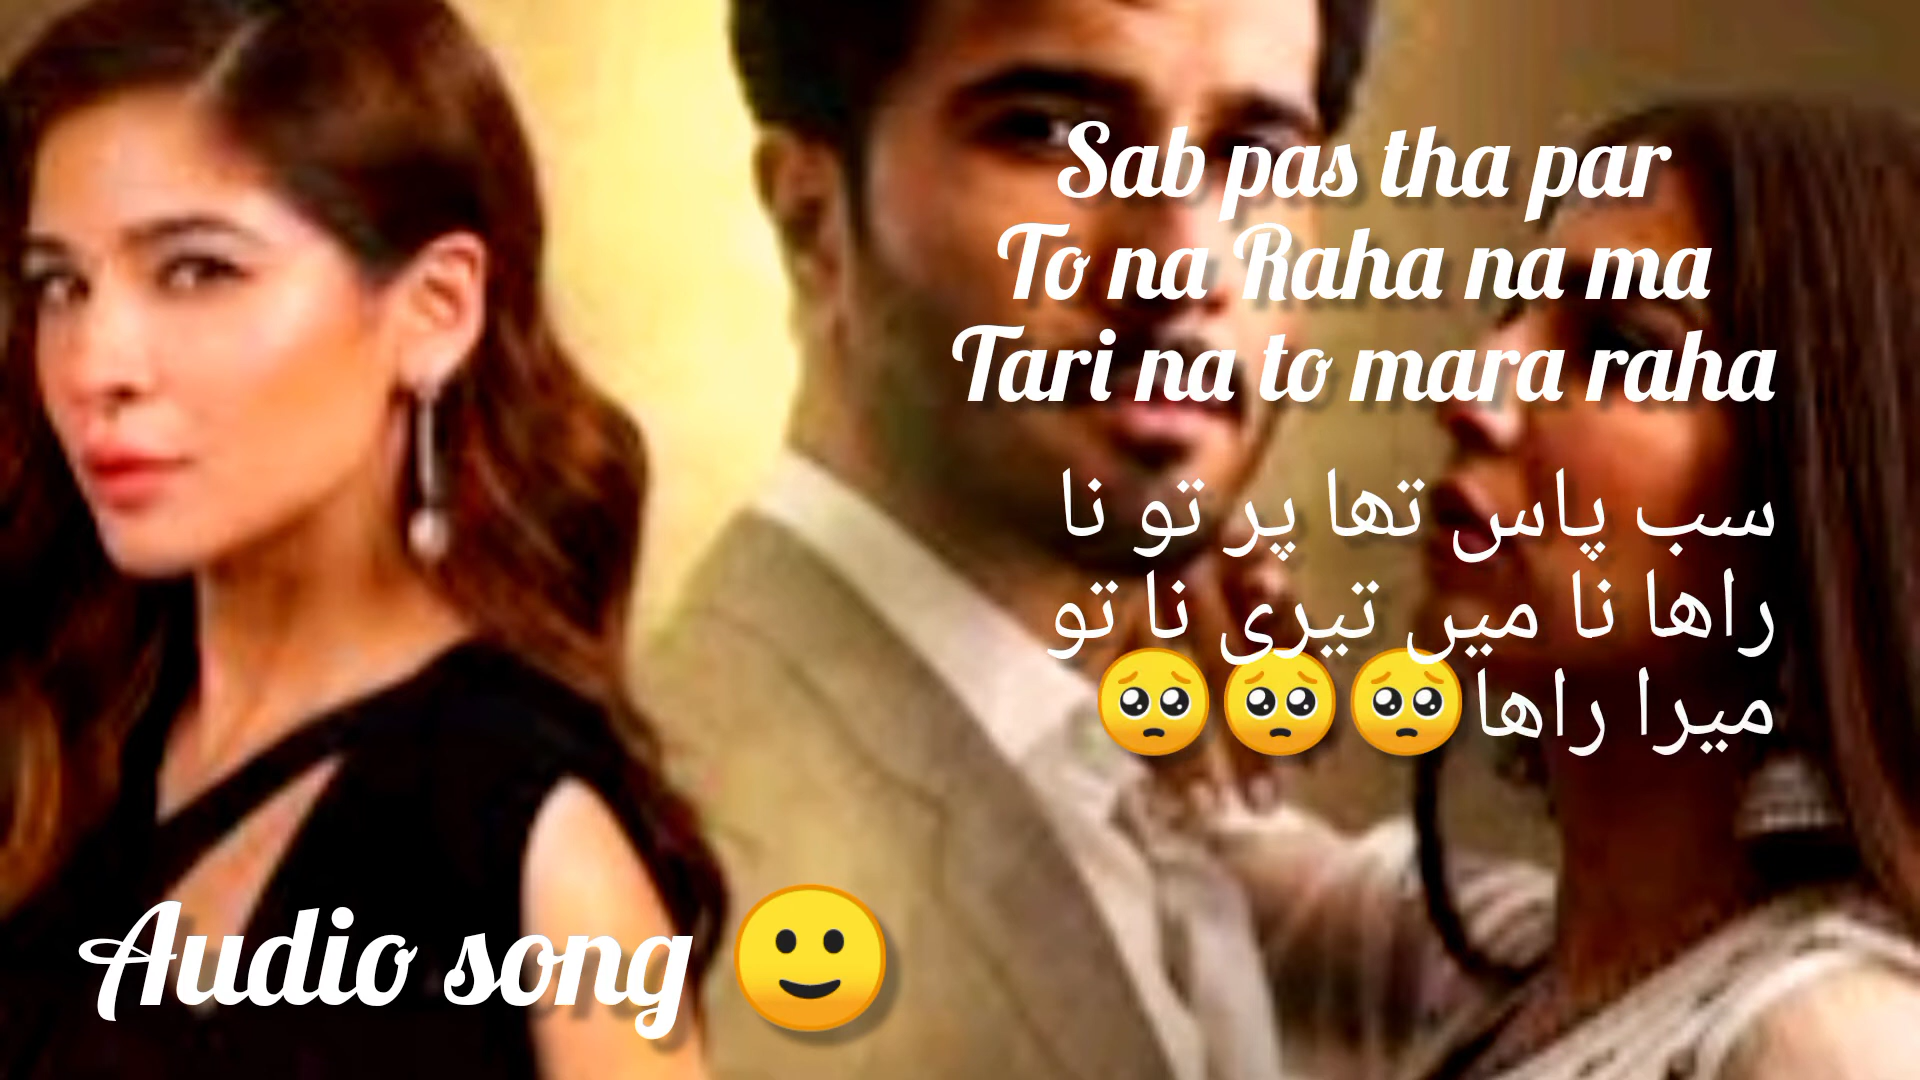 Sab pas tha par
To na Raha na ma
Tari na to mara raha
سب پاس تھا پر تو نا
راھا نا میں تیری نا تو
میرا راھا🥺🥺🥺
Audio song 🙂